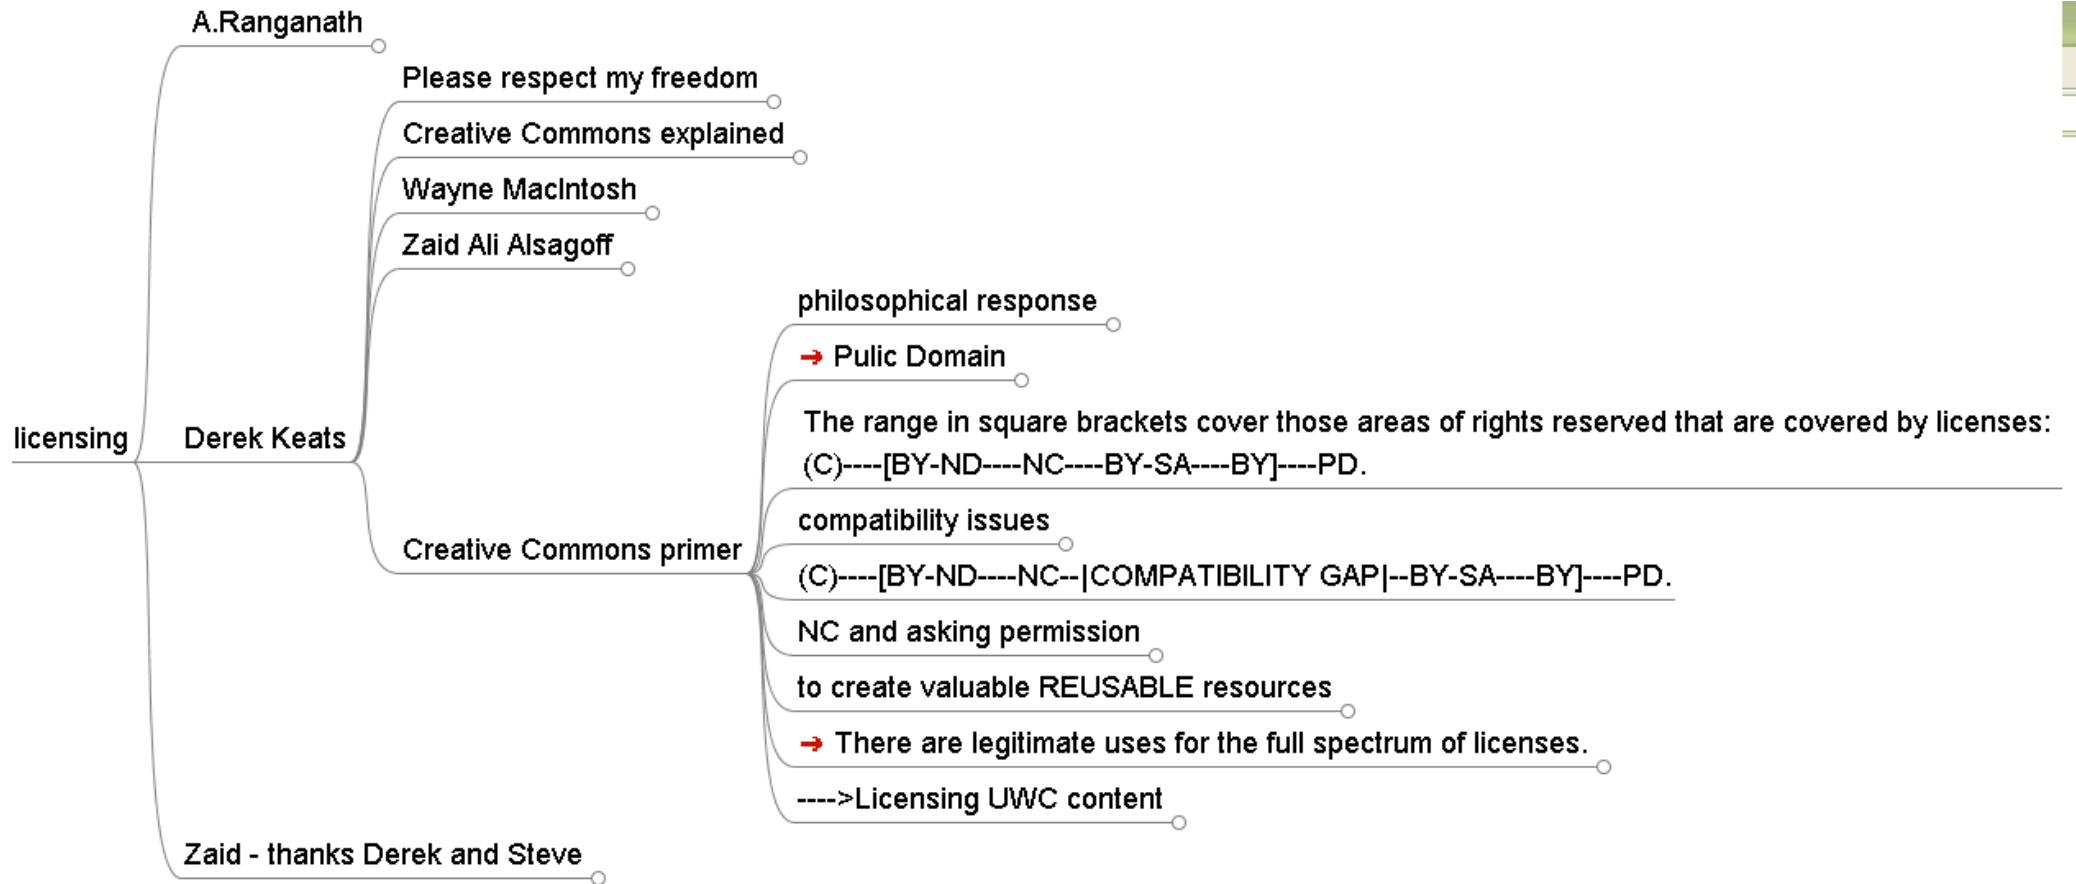 A.Ranganath
Please respect my freedom
Creative Commons explained
Wayne MacIntosh
Zaid Ali Alsagoff
philosophical response
→ Pulic Domain
The range in square brackets cover those areas of rights reserved that are covered by licenses:
(C)----[BY-ND----NC----BY-SA----BY]----PD.
licensing
Derek Keats
compatibility issues
Creative Commons primer
(C)----[BY-ND----NC--|COMPATIBILITY GAP|--BY-SA----BY]----PD.
NC and asking permission
to create valuable REUSABLE resources
→ There are legitimate uses for the full spectrum of licenses.
---->Licensing UWC content
Zaid - thanks Derek and Steve